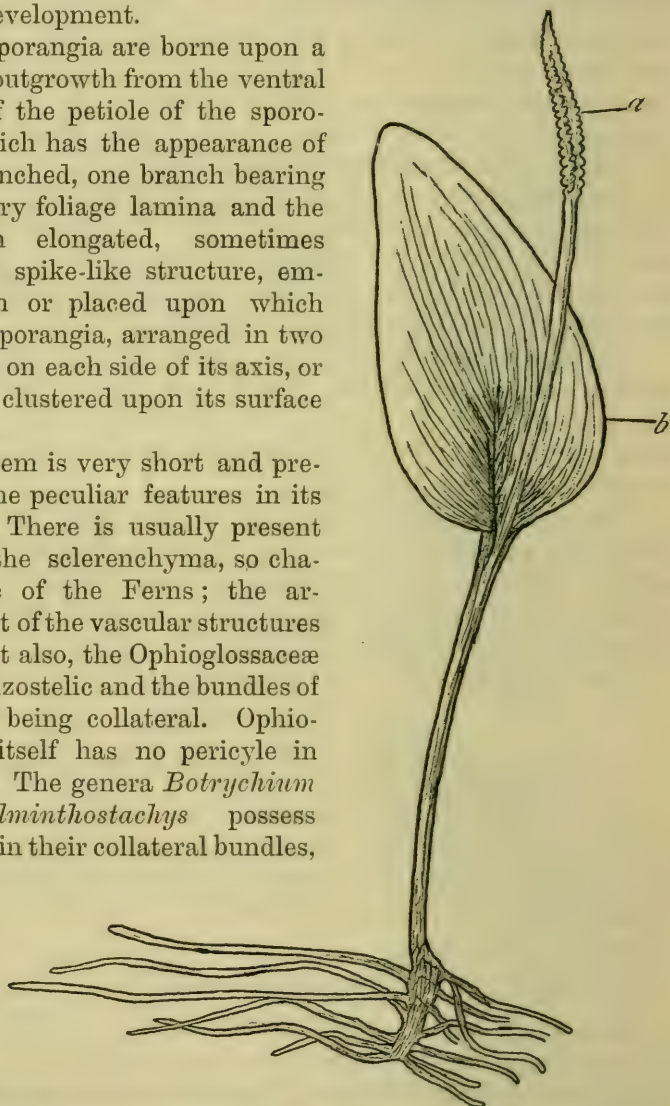 evelopment.
porangia are borne upon a
outgrowth from the ventral
f the petiole of the sporo-
ich has the appearance of
nched, one branch bearing
ry foliage lamina and the
n elongated, sometimes
spike-like structure, em-
n or placed upon which
porangia, arranged in two
on each side of its axis, or
clustered upon its surface
em is very short and pre-
ne peculiar features in its
There is usually present
the sclerenchyma, so cha-
c of the Ferns; the ar-
t of the vascular structures
t also, the Ophioglossaceæ
izostelic and the bundles of
being collateral. Ophio-
itself has no pericyle in
The genera Botrychium
lminthostachys possess
in their collateral bundles,
a
b